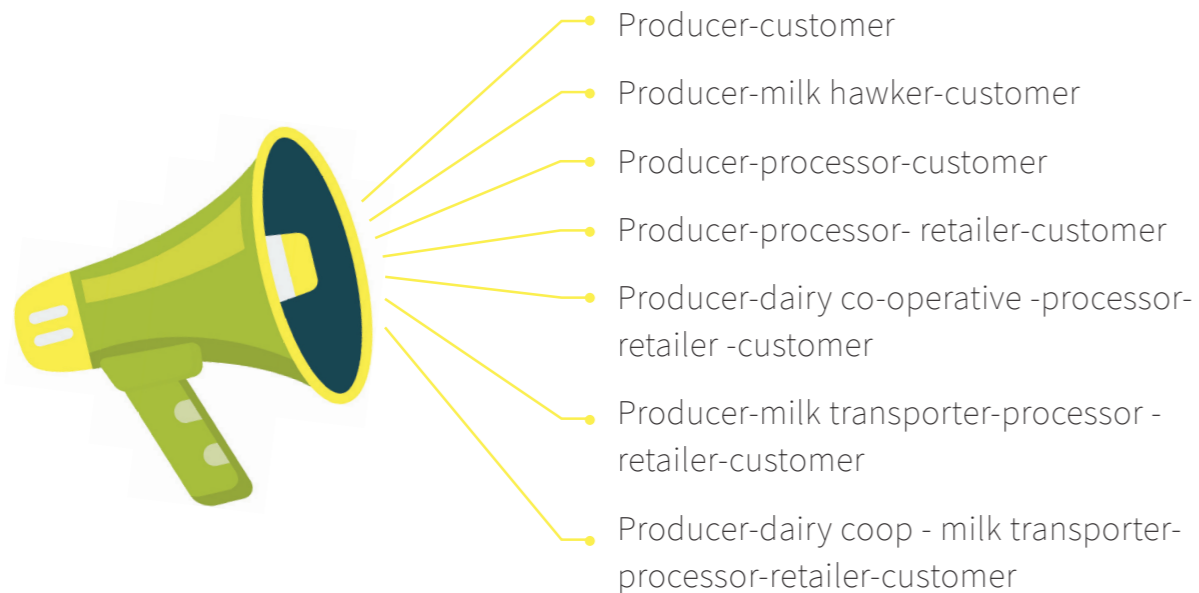 Producer-customer
Producer-milk hawker-customer
Producer-processor-customer
Producer-processor- retailer-customer
Producer-dairy co-operative -processor-
retailer -customer
Producer-milk transporter-processor -
retailer-customer
Producer-dairy coop - milk transporter-
processor-retailer-customer